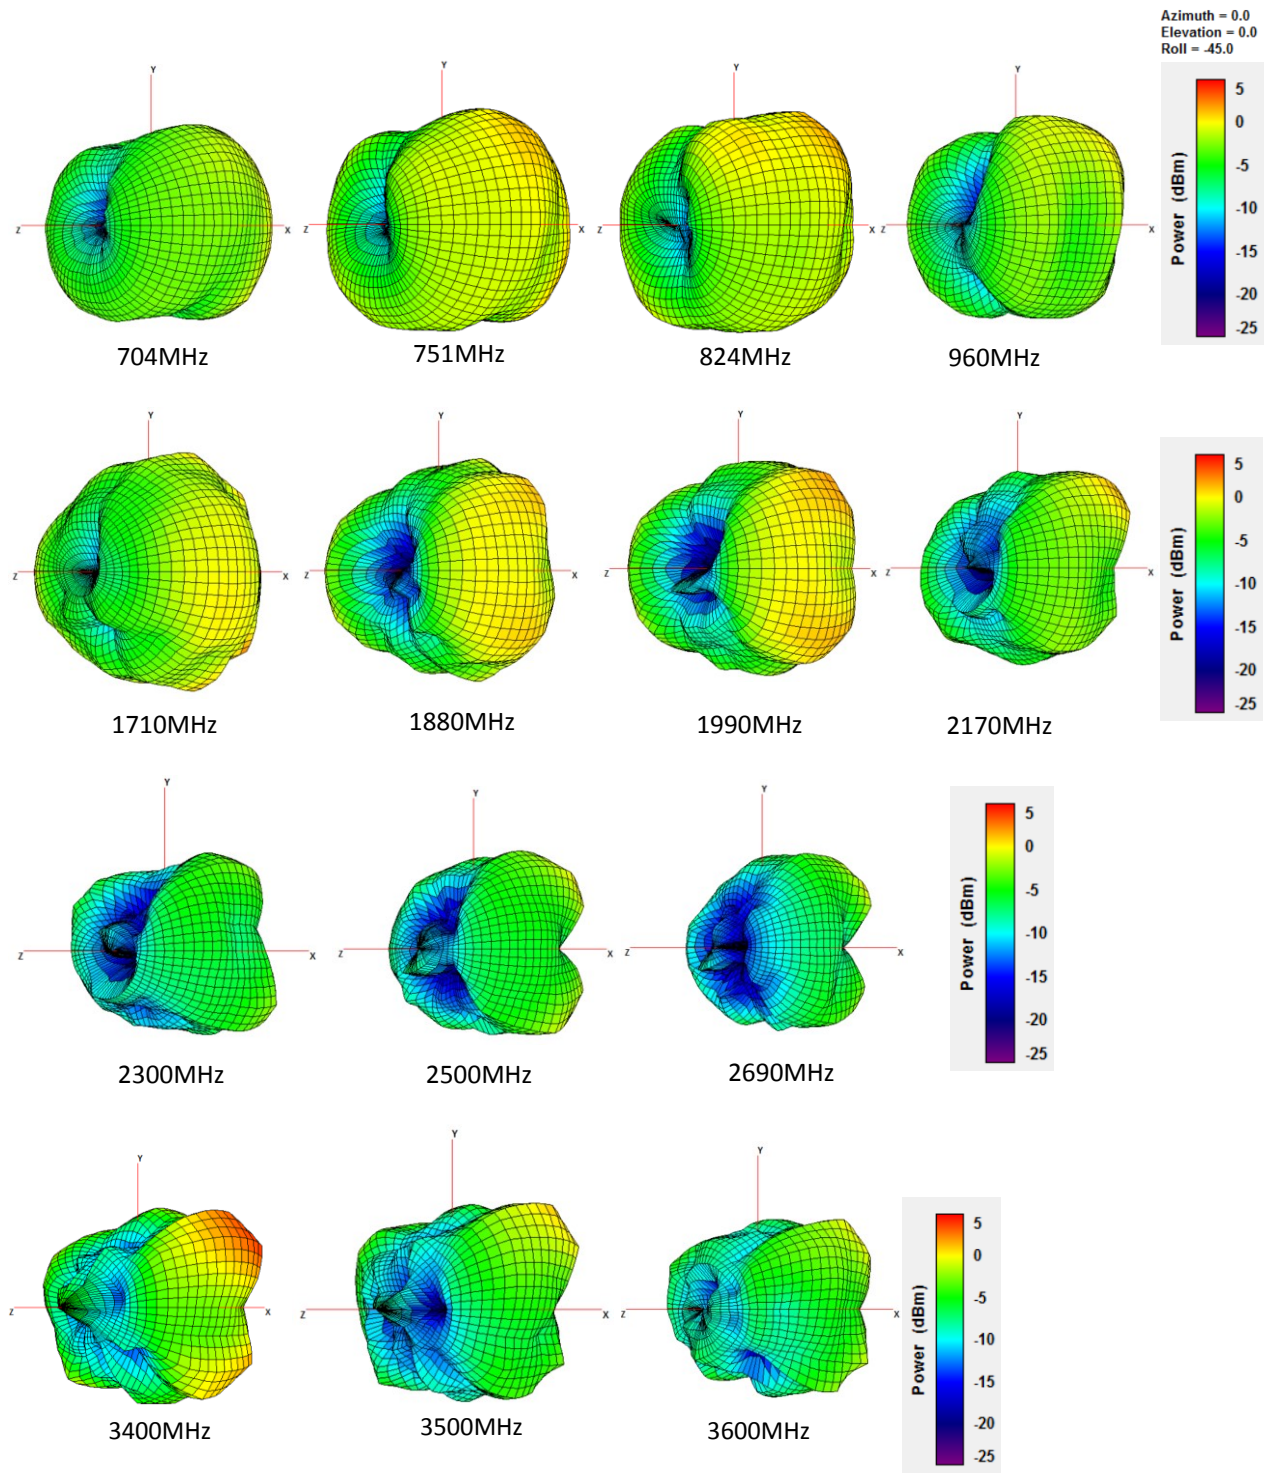 Azimuth = 0.0
Elevation = 0.0
Roll = -45.0
Y
Y
Y
Y
Z
X
Z
X
Z
X
Z
X
Power (dBm)
5
0
-5
-10
-15
-20
-25
704MHz
751MHz
824MHz
960MHz
Y
Y
Y
Y
Z
X
Z
X
Z
X
Z
X
Power (dBm)
5
0
-5
-10
-15
-20
-25
1710MHz
1880MHz
1990MHz
2170MHz
Y
Y
Y
Z
X
Z
X
Z
X
Power (dBm)
5
0
-5
-10
-15
-20
-25
2300MHz
2500MHz
2690MHz
Y
Y
Y
Z
X
Z
X
Z
X
Power (dBm)
5
0
-5
-10
-15
-20
-25
3400MHz
3500MHz
3600MHz